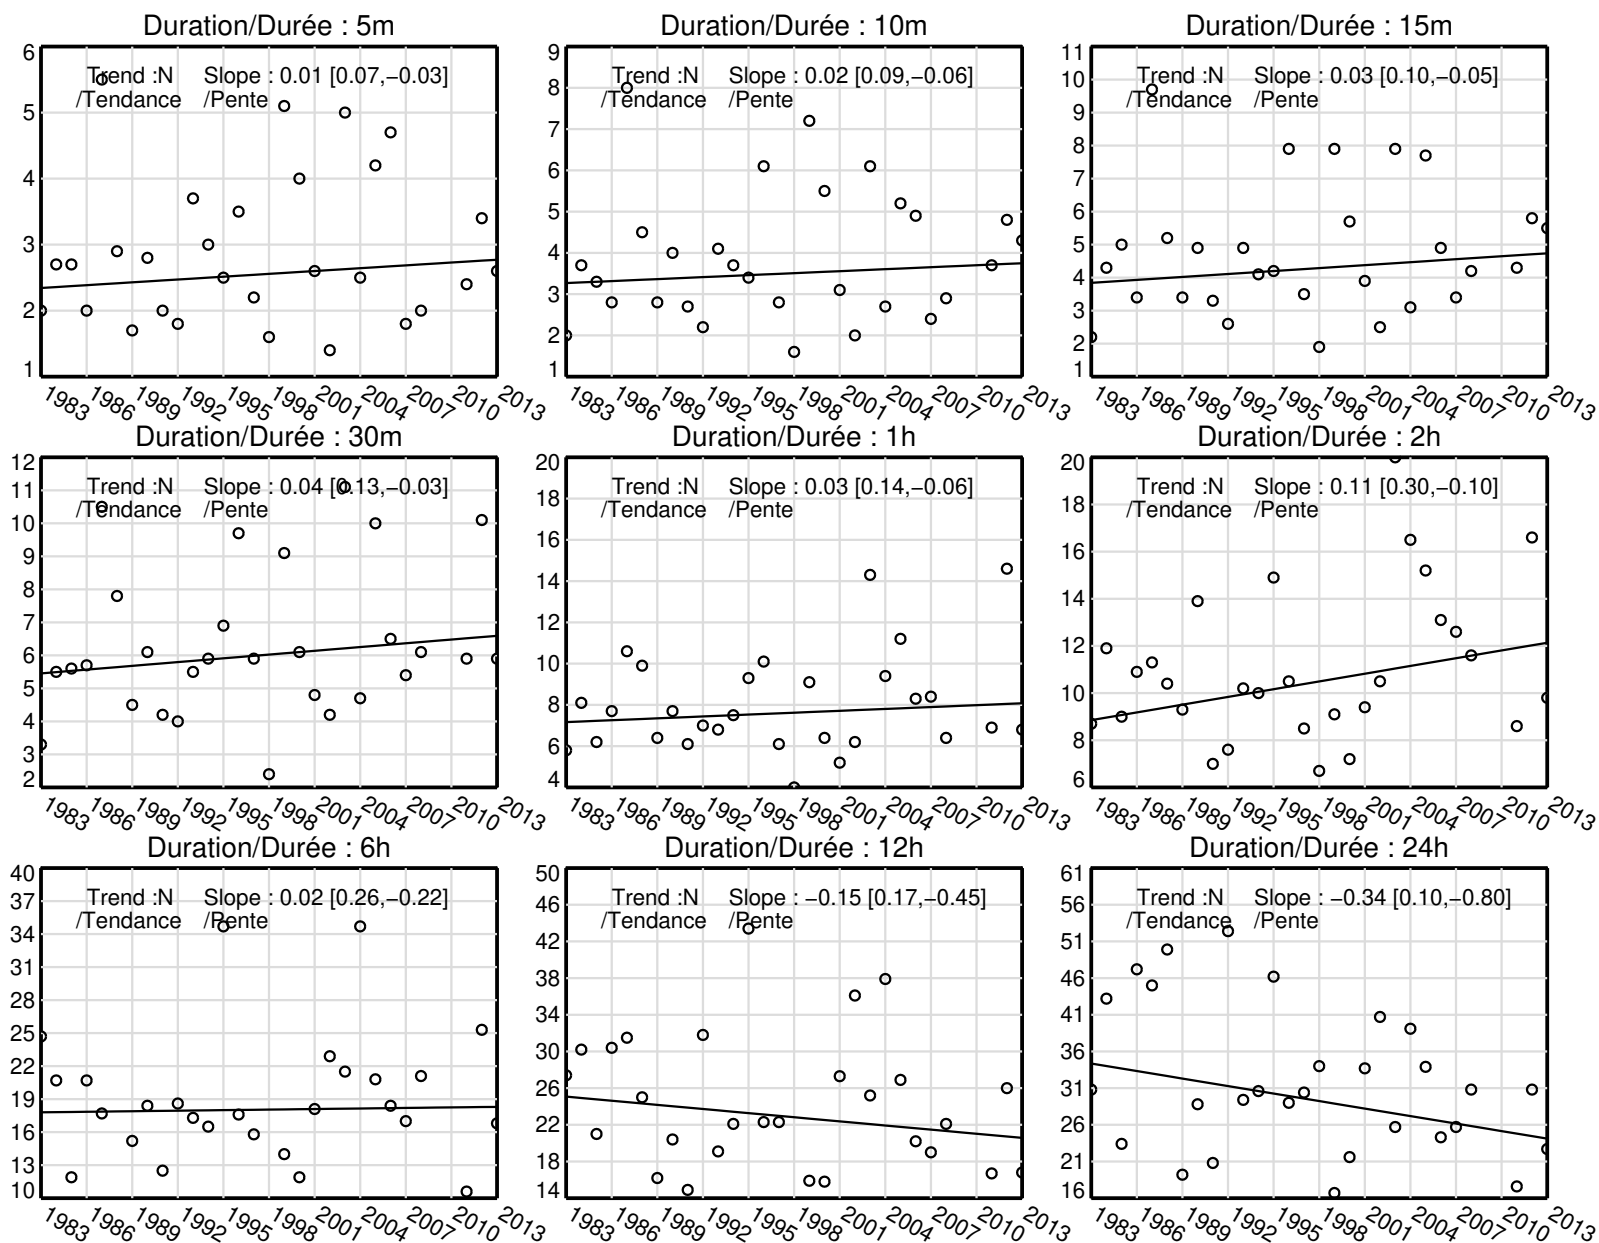 Duration/Durée : 5m
Trend :N Slope : 0.01 [0.07,−0.03]
/Tendance /Pente
6
5
4
3
2
1
1983 1986 1989 1992 1995 1998 2001 2004 2007 2010 2013
Duration/Durée : 10m
Trend :N Slope : 0.02 [0.09,−0.06]
/Tendance /Pente
9
8
7
6
5
4
3
2
1
1983 1986 1989 1992 1995 1998 2001 2004 2007 2010 2013
Duration/Durée : 15m
Trend :N Slope : 0.03 [0.10,−0.05]
/Tendance /Pente
11
10
9
8
7
6
5
4
3
2
1
1983 1986 1989 1992 1995 1998 2001 2004 2007 2010 2013
Duration/Durée : 30m
Trend :N Slope : 0.04 [0.13,−0.03]
/Tendance /Pente
12
11
10
9
8
7
6
5
4
3
2
1983 1986 1989 1992 1995 1998 2001 2004 2007 2010 2013
Duration/Durée : 1h
Trend :N Slope : 0.03 [0.14,−0.06]
/Tendance /Pente
20
18
16
14
12
10
8
6
4
1983 1986 1989 1992 1995 1998 2001 2004 2007 2010 2013
Duration/Durée : 2h
Trend :N Slope : 0.11 [0.30,−0.10]
/Tendance /Pente
20
18
16
14
12
10
8
6
1983 1986 1989 1992 1995 1998 2001 2004 2007 2010 2013
Duration/Durée : 6h
Trend :N Slope : 0.02 [0.26,−0.22]
/Tendance /Pente
40
37
34
31
28
25
22
19
16
13
10
1983 1986 1989 1992 1995 1998 2001 2004 2007 2010 2013
Duration/Durée : 12h
Trend :N Slope : −0.15 [0.17,−0.45]
/Tendance /Pente
50
46
42
38
34
30
26
22
18
14
1983 1986 1989 1992 1995 1998 2001 2004 2007 2010 2013
Duration/Durée : 24h
Trend :N Slope : −0.34 [0.10,−0.80]
/Tendance /Pente
61
56
51
46
41
36
31
26
21
16
1983 1986 1989 1992 1995 1998 2001 2004 2007 2010 2013